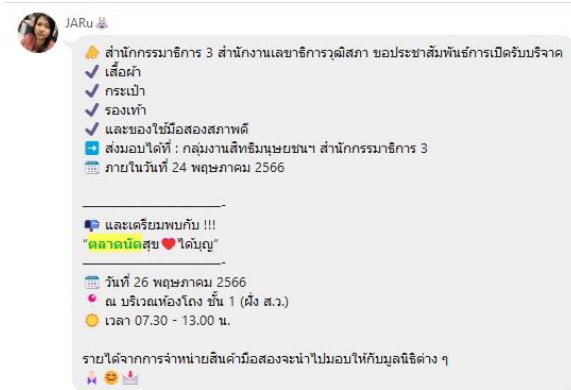 JARu🐰
📣 สำนักกรรมาธิการ 3 สำนักงานเลขาธิการวุฒิสภา ขอประชาสัมพันธ์การเปิดรับบริจาค
✔ เสื้อผ้า
✔ กระเป๋า
✔ รองเท้า
✔ และของใช้มือสองสภาพดี
➡️ ส่งมอบได้ที่ : กลุ่มงานสิทธิมนุษยชนฯ สำนักกรรมาธิการ 3
🗓 ภายในวันที่ 24 พฤษภาคม 2566
____________________-
📬 และเตรียมพบกับ !!!
"ตลาดนัดสุข❤️ได้บุญ"
____________________-
🗓 วันที่ 26 พฤษภาคม 2566
📍 ณ บริเวณห้องโถง ชั้น 1 (ฝั่ง ส.ว.)
☀️ เวลา 07.30 - 13.00 น.
รายได้จากการจำหน่ายสินค้ามือสองจะนำไปมอบให้กับมูลนิธิต่าง ๆ
🙏😊📩